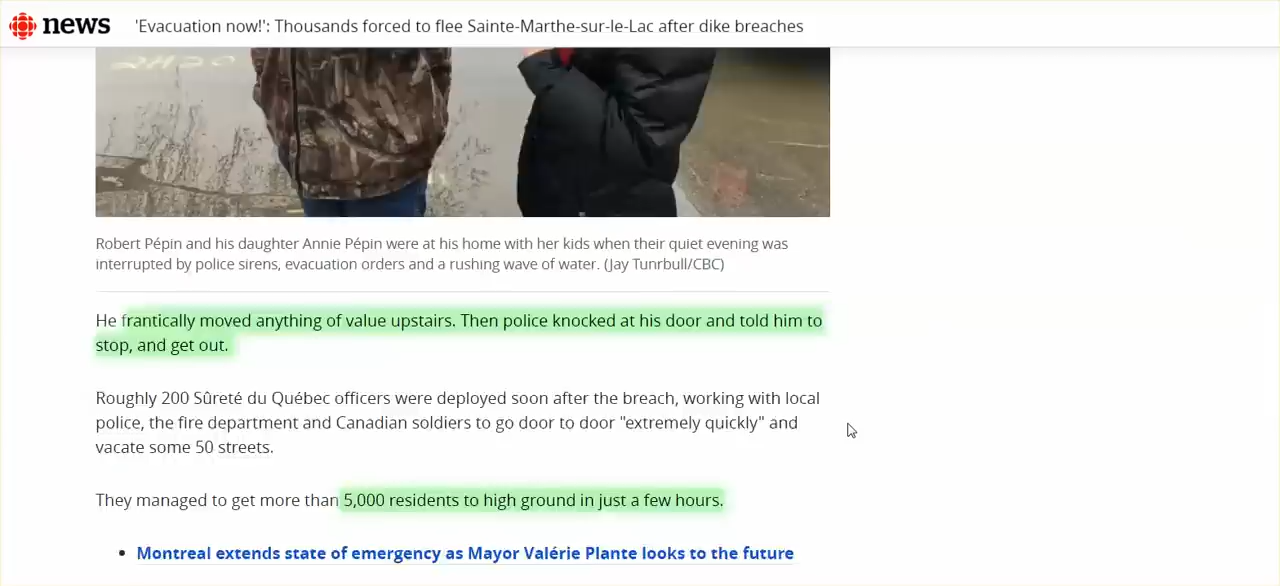 news
'Evacuation now!': Thousands forced to flee Sainte-Marthe-sur-le-Lac after dike breaches
2H20
Robert Pépin and his daughter Annie Pépin were at his home with her kids when their quiet evening was
interrupted by police sirens, evacuation orders and a rushing wave of water. (Jay Tunrbull/CBC)
He frantically moved anything of value upstairs. Then police knocked at his door and told him to
stop, and get out.
Roughly 200 Sûreté du Québec officers were deployed soon after the breach, working with local
police, the fire department and Canadian soldiers to go door to door "extremely quickly" and
vacate some 50 streets.
They managed to get more than 5,000 residents to high ground in just a few hours.
• Montreal extends state of emergency as Mayor Valérie Plante looks to the future